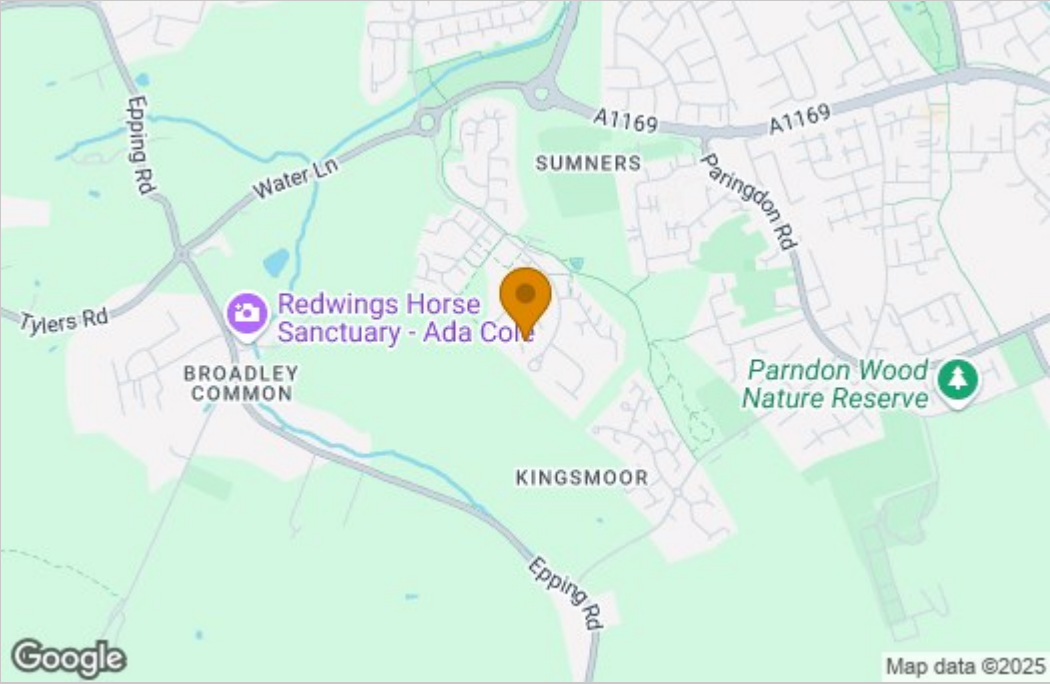 Epping Rd
A1169
A1169
SUMNERS
Paringdon Rd
Water Ln
Redwings Horse
Sanctuary - Ada Cole
Tylers Rd
BROADLEY
COMMON
Parndon Wood
Nature Reserve
KINGSMOOR
Epping Rd
Google
Map data ©2025